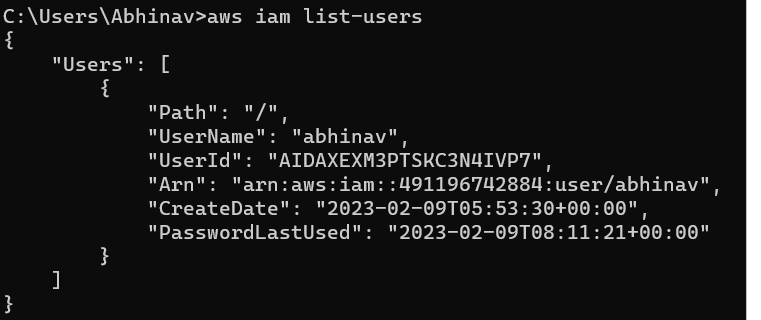 C:\Users\Abhinav>aws iam list-users
{
    "Users": [
        {
            "Path": "/",
            "UserName": "abhinav",
            "UserId": "AIDAXEXM3PTSKC3N4IVP7",
            "Arn": "arn:aws:iam::491196742884:user/abhinav",
            "CreateDate": "2023-02-09T05:53:30+00:00",
            "PasswordLastUsed": "2023-02-09T08:11:21+00:00"
        }
    ]
}